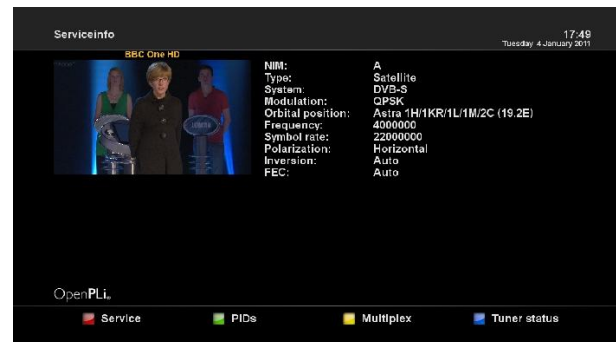 Serviceinfo
17:49
Tuesday 4 January 2011
BBC One HD
NIM: A
Type: Satellite
System: DVB-S
Modulation: QPSK
Orbital position: Astra 1H/1KR/1L/1M/2C (19.2E)
Frequency: 4000000
Symbol rate: 22000000
Polarization: Horizontal
Inversion: Auto
FEC: Auto
OpenPLi.
Service PIDs Multiplex Tuner status